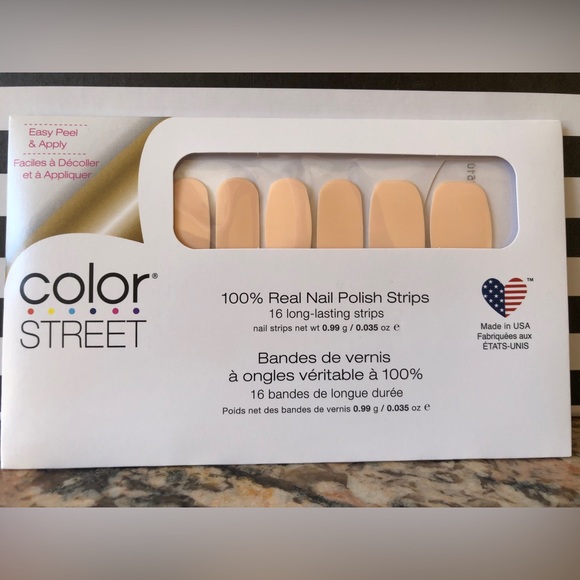 Easy Peel
& Apply
Faciles à Décoller
et à Appliquer
color®
STREET
100% Real Nail Polish Strips
16 long-lasting strips
nail strips net wt 0.99 g / 0.035 oz ℮
Bandes de vernis
à ongles véritable à 100%
16 bandes de longue durée
Poids net des bandes de vernis 0.99 g / 0.035 oz ℮
™
Made in USA
Fabriquées aux
ÉTATS-UNIS